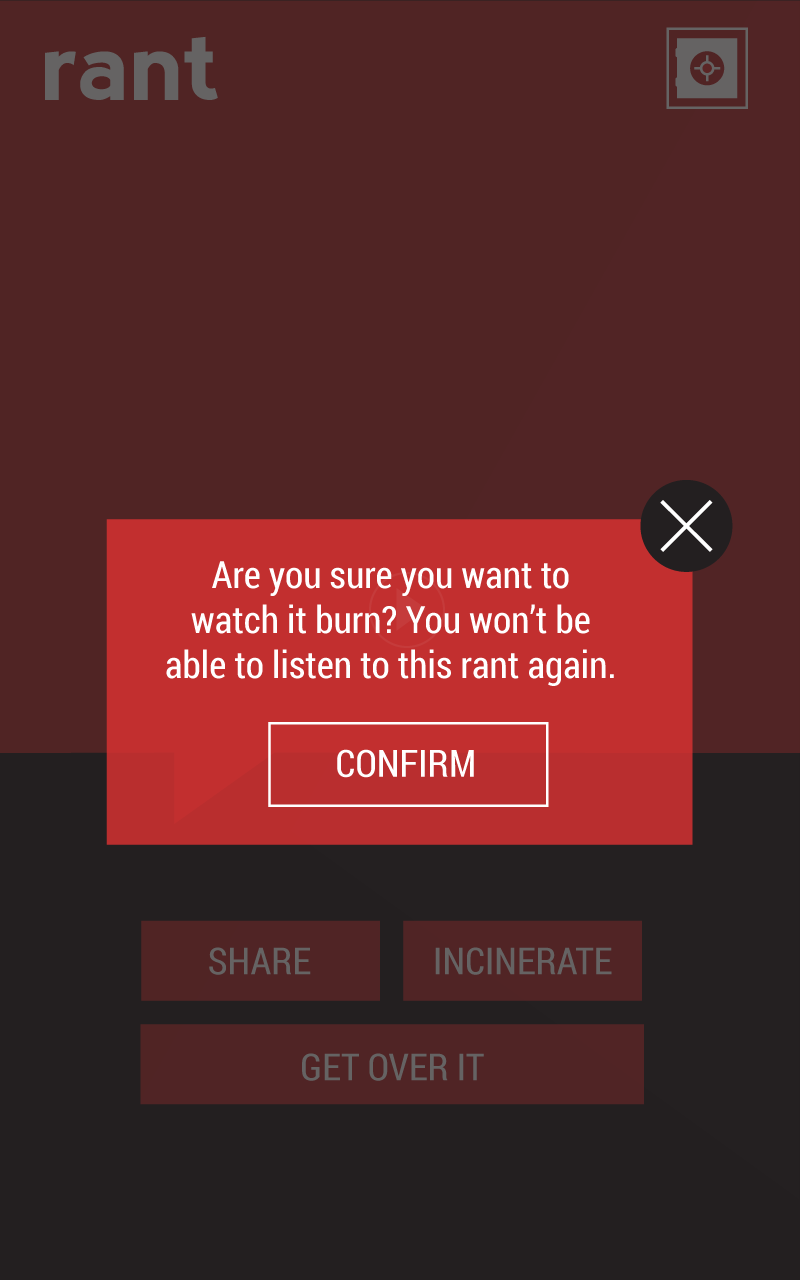 rant
Are you sure you want to
watch it burn? You won’t be
able to listen to this rant again.
CONFIRM
SHARE
INCINERATE
GET OVER IT